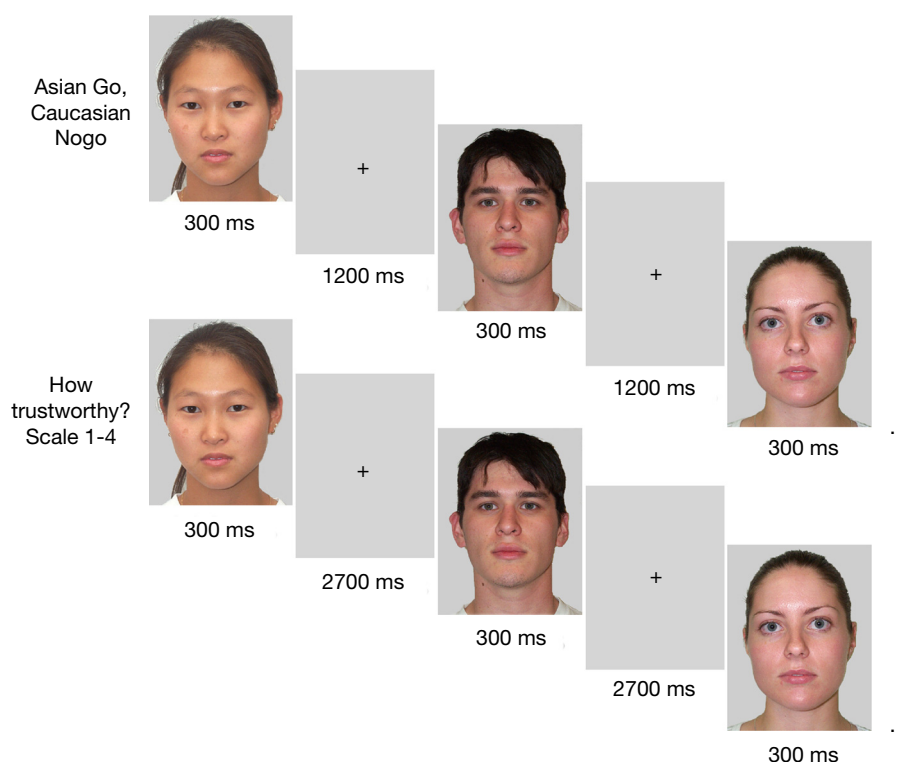 Asian Go,
Caucasian
Nogo
300 ms
+
1200 ms
300 ms
+
1200 ms
300 ms
.
How
trustworthy?
Scale 1-4
300 ms
+
2700 ms
300 ms
+
2700 ms
300 ms
.